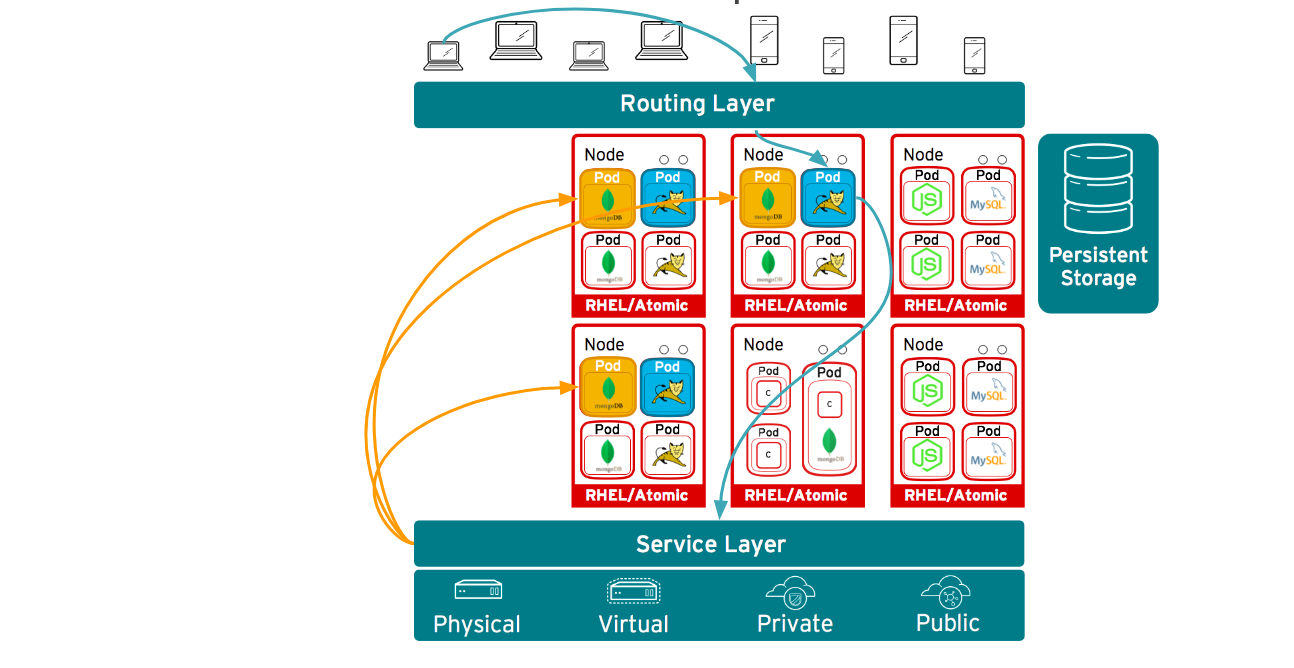 Routing Layer
Node
Node
Node
Pod
Pod
Pod
Pod
Pod
Pod
mongoDB
mongoDB
JS
MySQL
Pod
Pod
Pod
Pod
Pod
Pod
mongoDB
mongoDB
JS
MySQL
RHEL/Atomic
RHEL/Atomic
RHEL/Atomic
Persistent
Storage
Node
Node
Node
Pod
Pod
Pod
Pod
Pod
Pod
mongoDB
C
C
JS
MySQL
Pod
Pod
Pod
Pod
Pod
mongoDB
C
mongoDB
JS
MySQL
RHEL/Atomic
RHEL/Atomic
RHEL/Atomic
Service Layer
Physical
Virtual
Private
Public